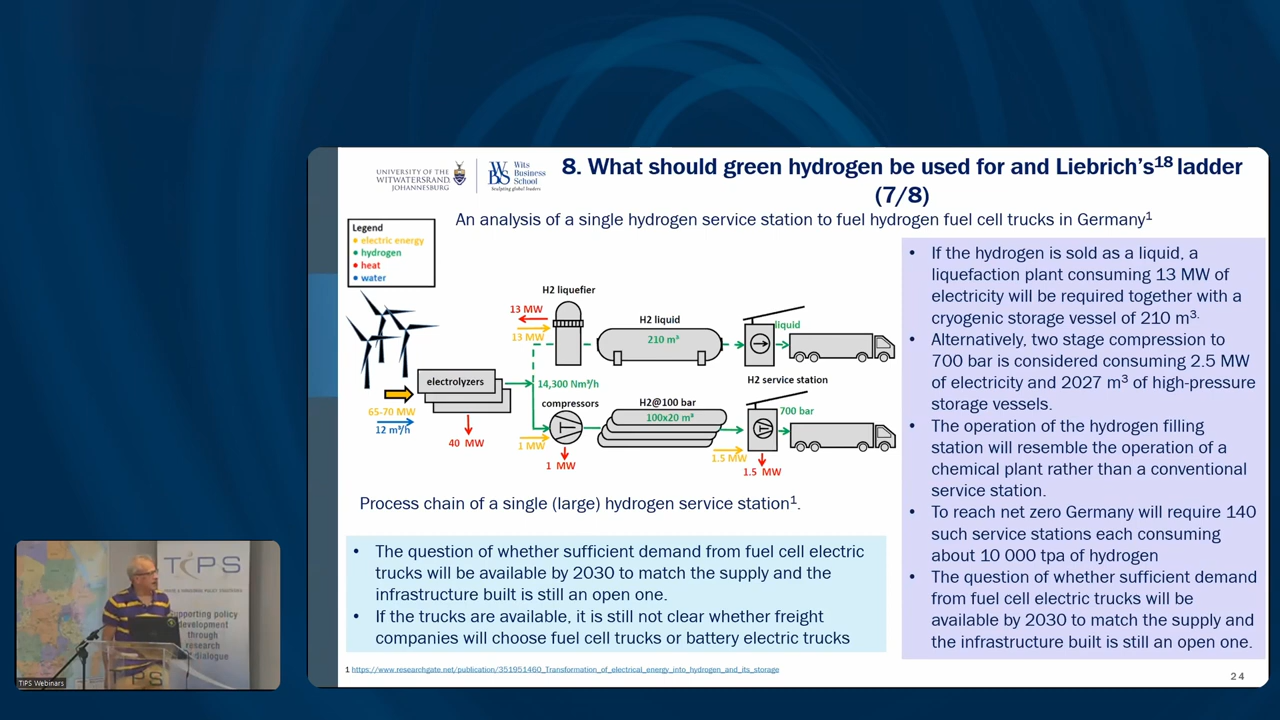 UNIVERSITY OF THE
WITWATERSRAND,
JOHANNESBURG
WBS
Wits
Business
School
Sculpting global leaders
8. What should green hydrogen be used for and Liebrich's18 ladder
(7/8)
An analysis of a single hydrogen service station to fuel hydrogen fuel cell trucks in Germany1
Legend
• electric energy
• hydrogen
• heat
• water
H2 liquefier
13 MW
13 MW
H2 liquid
210 m³
liquid
electrolyzers
14,300 Nm³/h
H2 service station
65-70 MW
12 m³/h
40 MW
compressors
1 MW
1 MW
H2@100 bar
100x20 m³
700 bar
1.5 MW
1.5 MW
Process chain of a single (large) hydrogen service station1.
• The question of whether sufficient demand from fuel cell electric
trucks will be available by 2030 to match the supply and the
infrastructure built is still an open one.
• If the trucks are available, it is still not clear whether freight
companies will choose fuel cell trucks or battery electric trucks
• If the hydrogen is sold as a liquid, a
liquefaction plant consuming 13 MW of
electricity will be required together with a
cryogenic storage vessel of 210 m3.
• Alternatively, two stage compression to
700 bar is considered consuming 2.5 MW
of electricity and 2027 m3 of high-pressure
storage vessels.
• The operation of the hydrogen filling
station will resemble the operation of a
chemical plant rather than a conventional
service station.
• To reach net zero Germany will require 140
such service stations each consuming
about 10 000 tpa of hydrogen
• The question of whether sufficient demand
from fuel cell electric trucks will be
available by 2030 to match the supply and
the infrastructure built is still an open one.
1 https://www.researchgate.net/publication/351951460_Transformation_of_electrical_energy_into_hydrogen_and_its_storage
24
TIPS
Supporting policy
development
through
research
dialogue
PS
TIPS Webinars